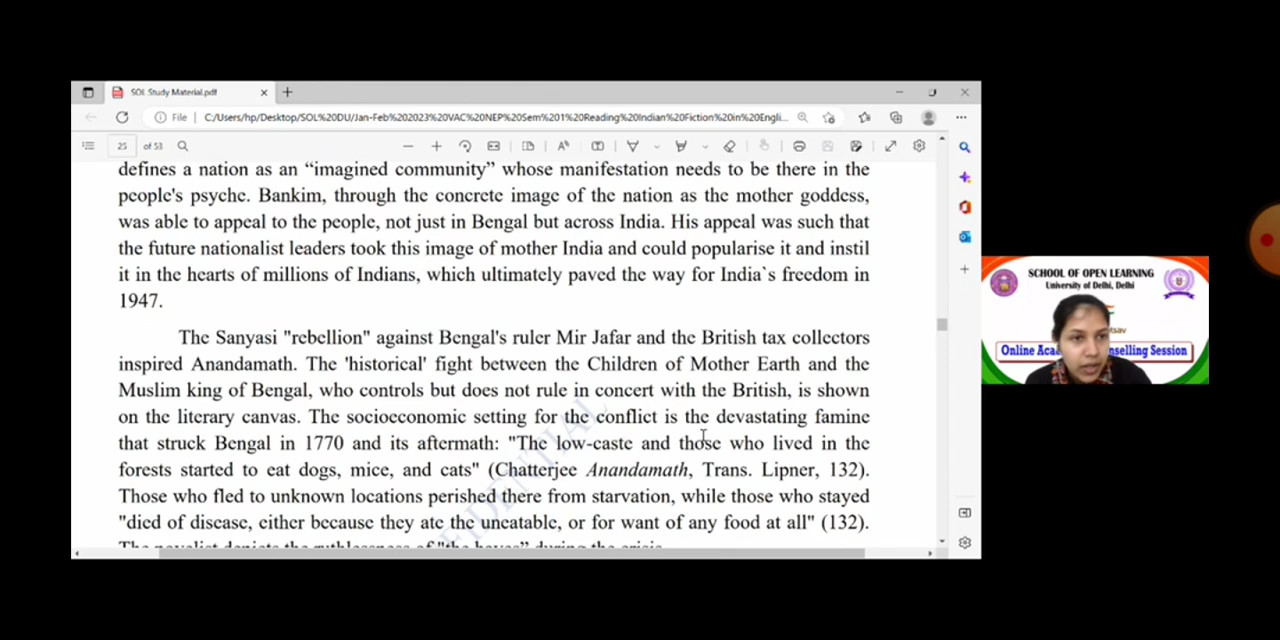 SOL Study Material.pdf
File
C:/Users/hp/Desktop/SOL%20DU/Jan-Feb%202023%20VAC%20NEP%20Sem%201%20Reading%20Indian%20Fiction%20in%20Engli...
25 of 53
defines a nation as an “imagined community” whose manifestation needs to be there in the
people's psyche. Bankim, through the concrete image of the nation as the mother goddess,
was able to appeal to the people, not just in Bengal but across India. His appeal was such that
the future nationalist leaders took this image of mother India and could popularise it and instil
it in the hearts of millions of Indians, which ultimately paved the way for India`s freedom in
1947.
The Sanyasi "rebellion" against Bengal's ruler Mir Jafar and the British tax collectors
inspired Anandamath. The 'historical' fight between the Children of Mother Earth and the
Muslim king of Bengal, who controls but does not rule in concert with the British, is shown
on the literary canvas. The socioeconomic setting for the conflict is the devastating famine
that struck Bengal in 1770 and its aftermath: "The low-caste and those who lived in the
forests started to eat dogs, mice, and cats" (Chatterjee Anandamath, Trans. Lipner, 132).
Those who fled to unknown locations perished there from starvation, while those who stayed
"died of disease, either because they ate the uneatable, or for want of any food at all" (132).
The novelist depicts the ruthlessness of "the haves” during the crisis.
SCHOOL OF OPEN LEARNING
University of Delhi, Delhi